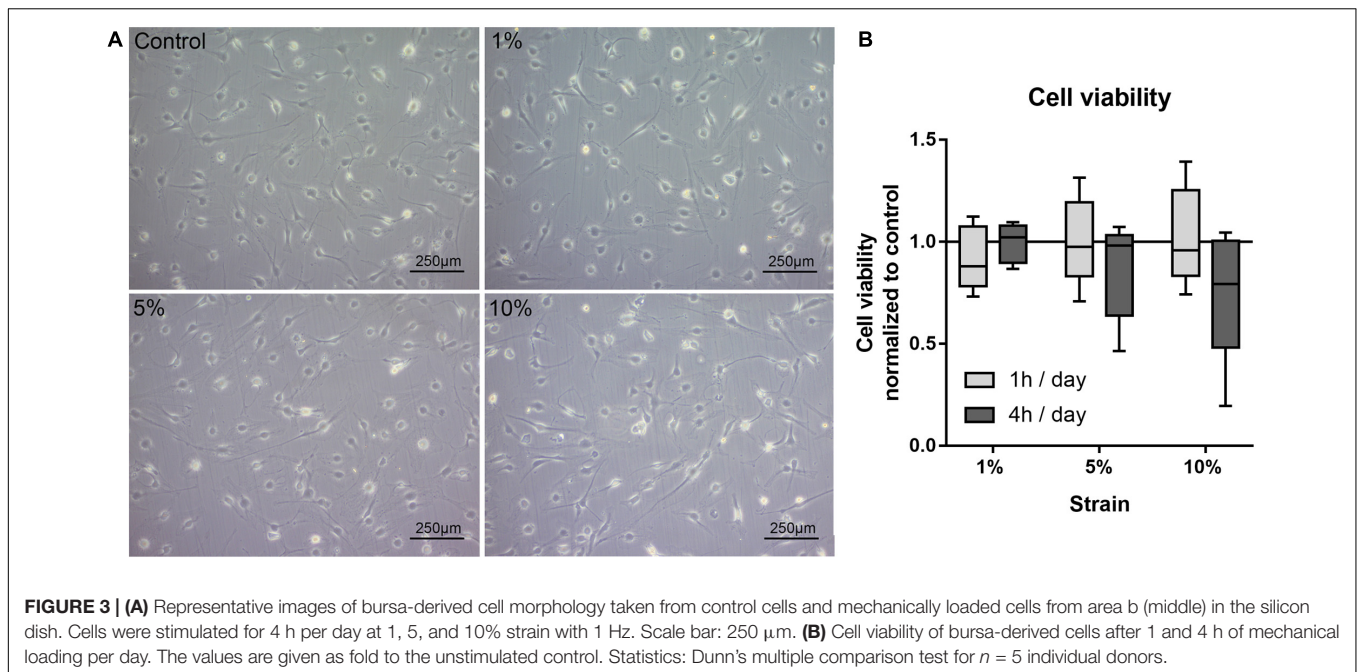 A
Control
1%
250µm
250µm
5%
10%
250µm
250µm
B
Cell viability
Cell viability
normalized to control
1.5
1.0
0.5
0.0
1h / day
4h / day
1%
5%
10%
Strain
FIGURE 3 | (A) Representative images of bursa-derived cell morphology taken from control cells and mechanically loaded cells from area b (middle) in the silicon
dish. Cells were stimulated for 4 h per day at 1, 5, and 10% strain with 1 Hz. Scale bar: 250 µm. (B) Cell viability of bursa-derived cells after 1 and 4 h of mechanical
loading per day. The values are given as fold to the unstimulated control. Statistics: Dunn's multiple comparison test for n = 5 individual donors.